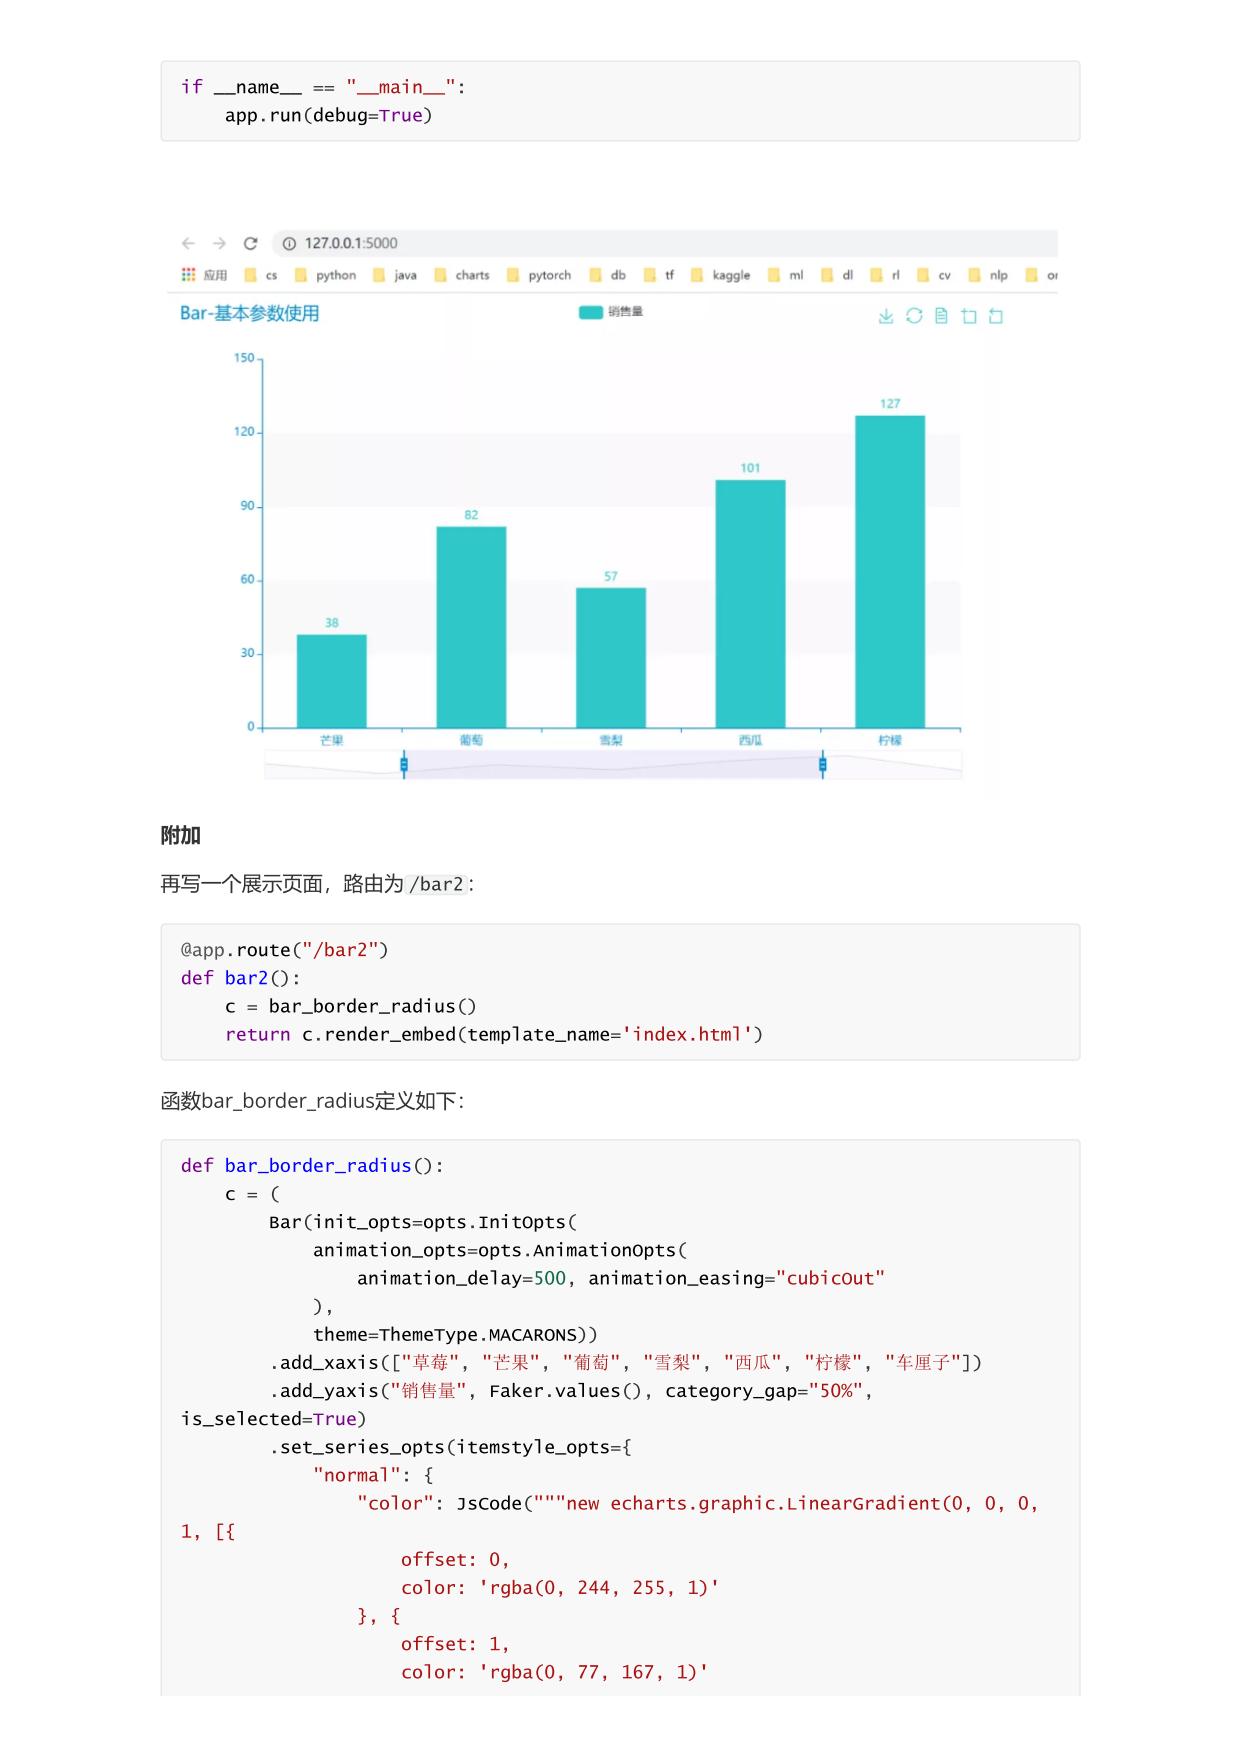 if __name__ == "__main__":
    app.run(debug=True)
127.0.0.1:5000
应用 cs python java charts pytorch db tf kaggle ml dl rl cv nlp or
Bar-基本参数使用
销售量
150
120
90
60
30
0
38
82
57
101
127
芒果 葡萄 雪梨 西瓜 柠檬
附加
再写一个展示页面，路由为 /bar2：
@app.route("/bar2")
def bar2():
    c = bar_border_radius()
    return c.render_embed(template_name='index.html')
函数bar_border_radius定义如下：
def bar_border_radius():
    c = (
        Bar(init_opts=opts.InitOpts(
            animation_opts=opts.AnimationOpts(
                animation_delay=500, animation_easing="cubicOut"
            ),
            theme=ThemeType.MACARONS))
        .add_xaxis(["草莓", "芒果", "葡萄", "雪梨", "西瓜", "柠檬", "车厘子"])
        .add_yaxis("销售量", Faker.values(), category_gap="50%",
is_selected=True)
        .set_series_opts(itemstyle_opts={
            "normal": {
                "color": JsCode("""new echarts.graphic.LinearGradient(0, 0, 0,
1, [{
                    offset: 0,
                    color: 'rgba(0, 244, 255, 1)'
                }, {
                    offset: 1,
                    color: 'rgba(0, 77, 167, 1)'